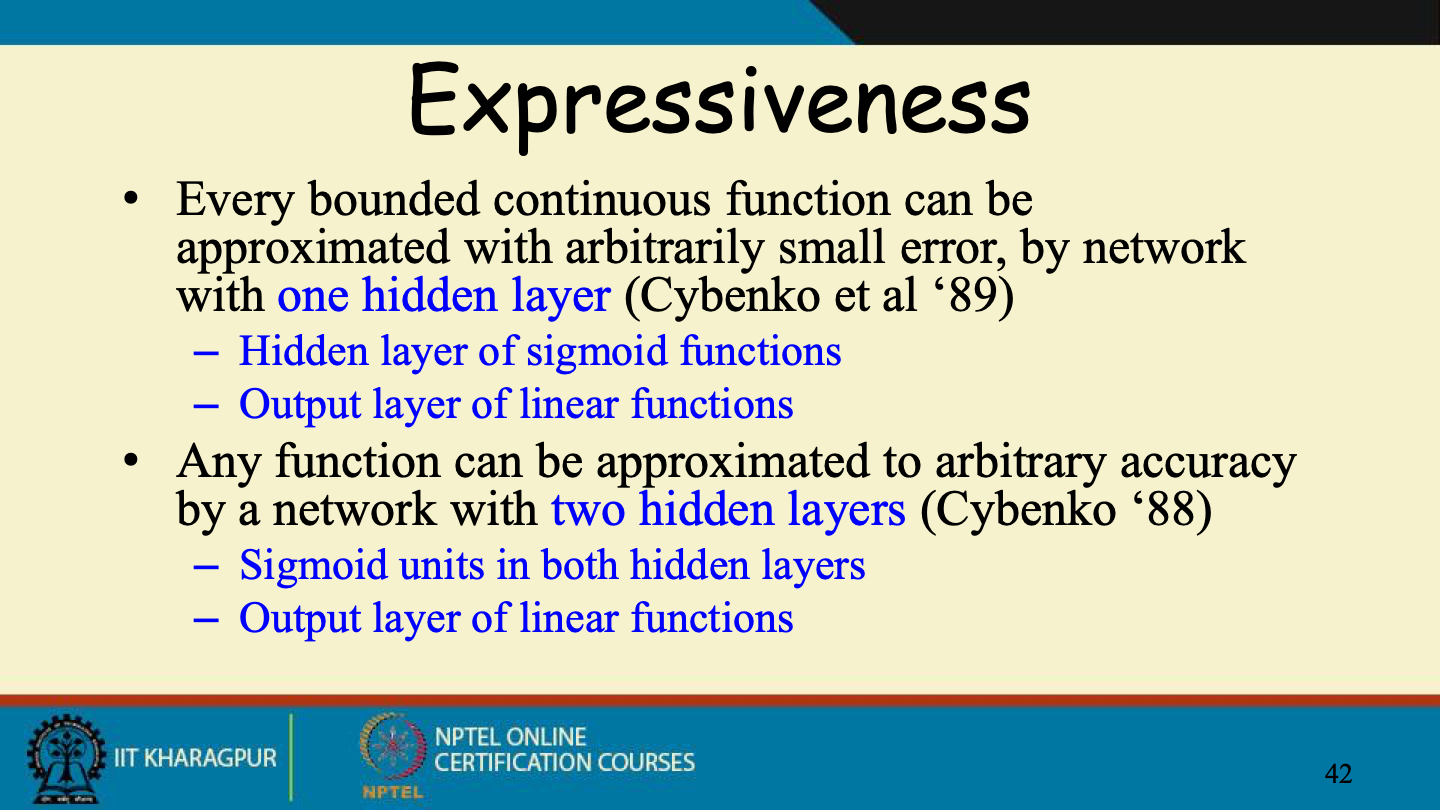 Expressiveness
• Every bounded continuous function can be
approximated with arbitrarily small error, by network
with one hidden layer (Cybenko et al ‘89)
– Hidden layer of sigmoid functions
– Output layer of linear functions
• Any function can be approximated to arbitrary accuracy
by a network with two hidden layers (Cybenko ‘88)
– Sigmoid units in both hidden layers
– Output layer of linear functions
IIT KHARAGPUR
NPTEL
NPTEL ONLINE
CERTIFICATION COURSES
42